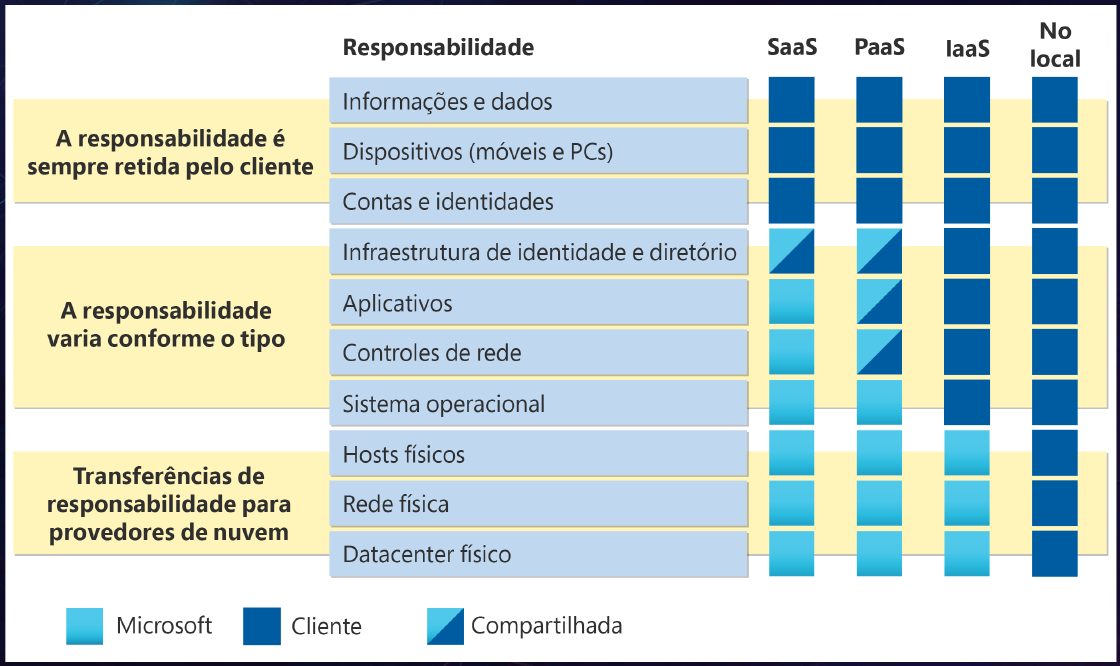 Responsabilidade SaaS PaaS IaaS No local
A responsabilidade é
sempre retida pelo cliente
Informações e dados
Dispositivos (móveis e PCs)
Contas e identidades
A responsabilidade
varia conforme o tipo
Infraestrutura de identidade e diretório
Aplicativos
Controles de rede
Sistema operacional
Transferências de
responsabilidade para
provedores de nuvem
Hosts físicos
Rede física
Datacenter físico
Microsoft Cliente Compartilhada